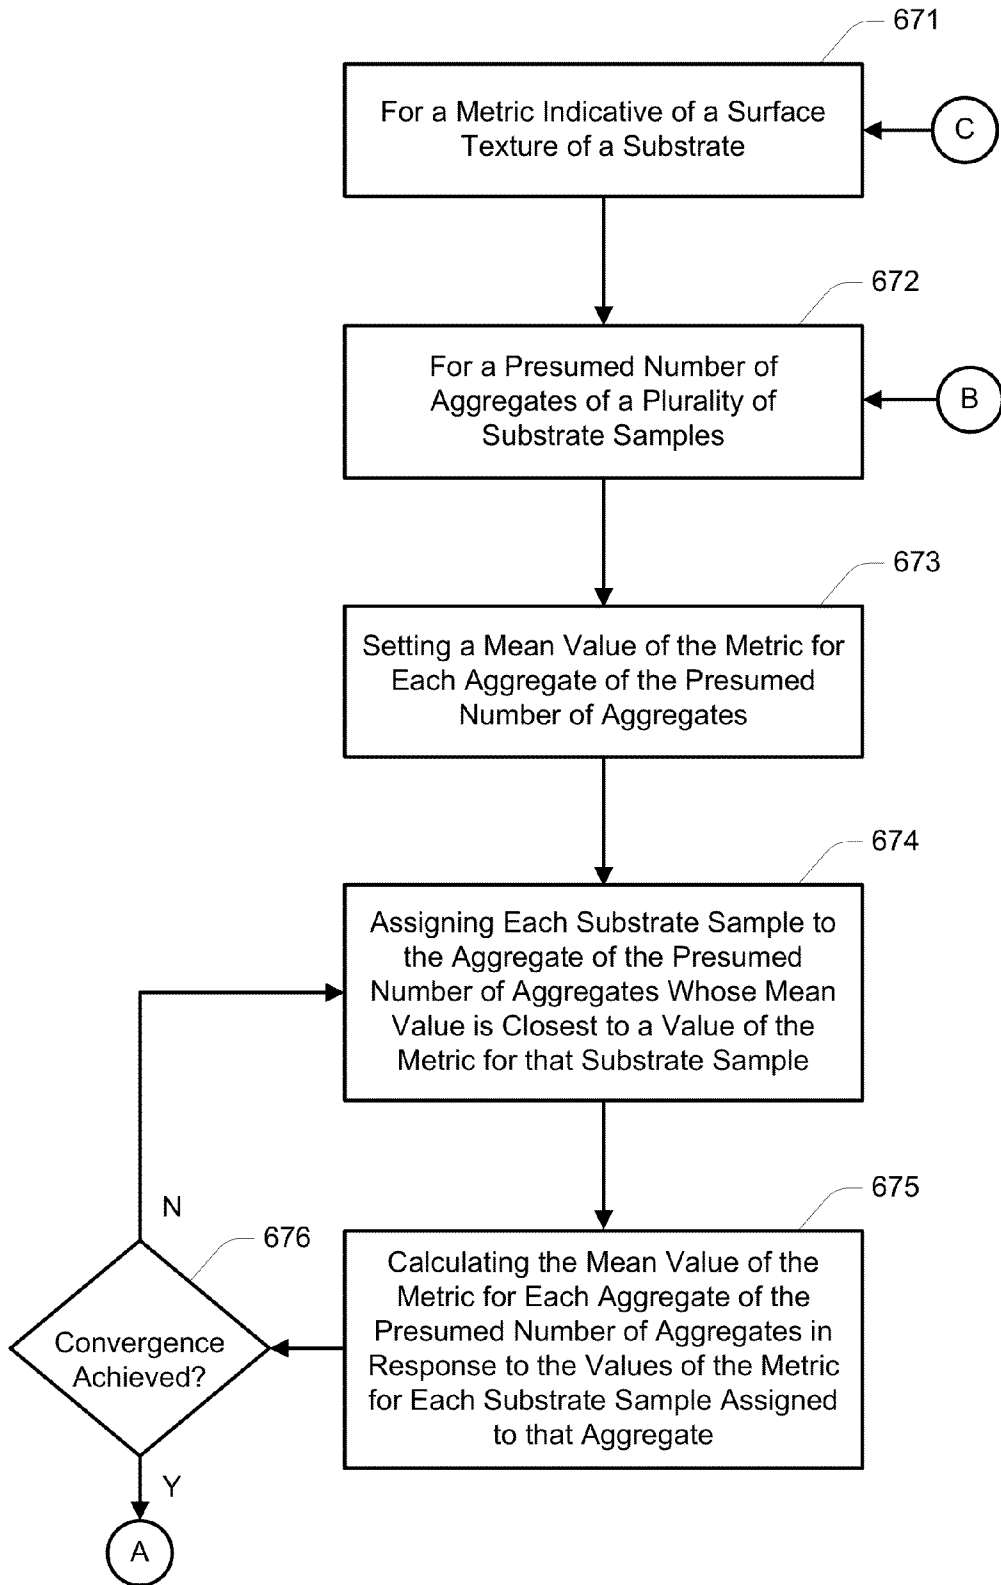 671
For a Metric Indicative of a Surface
Texture of a Substrate
C
672
For a Presumed Number of
Aggregates of a Plurality of
Substrate Samples
B
673
Setting a Mean Value of the Metric for
Each Aggregate of the Presumed
Number of Aggregates
674
Assigning Each Substrate Sample to
the Aggregate of the Presumed
Number of Aggregates Whose Mean
Value is Closest to a Value of the
Metric for that Substrate Sample
675
Calculating the Mean Value of the
Metric for Each Aggregate of the
Presumed Number of Aggregates in
Response to the Values of the Metric
for Each Substrate Sample Assigned
to that Aggregate
N
676
Convergence
Achieved?
Y
A